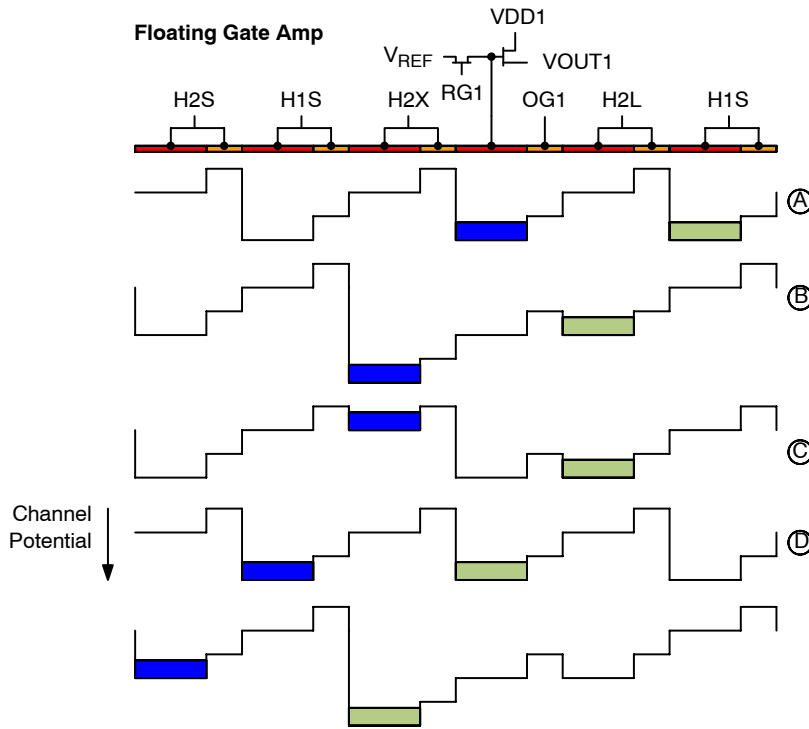 Floating Gate Amp
VDD1
VREF
VOUT1
RG1
H2S
H1S
H2X
OG1
H2L
H1S
A
B
C
Channel
Potential
D